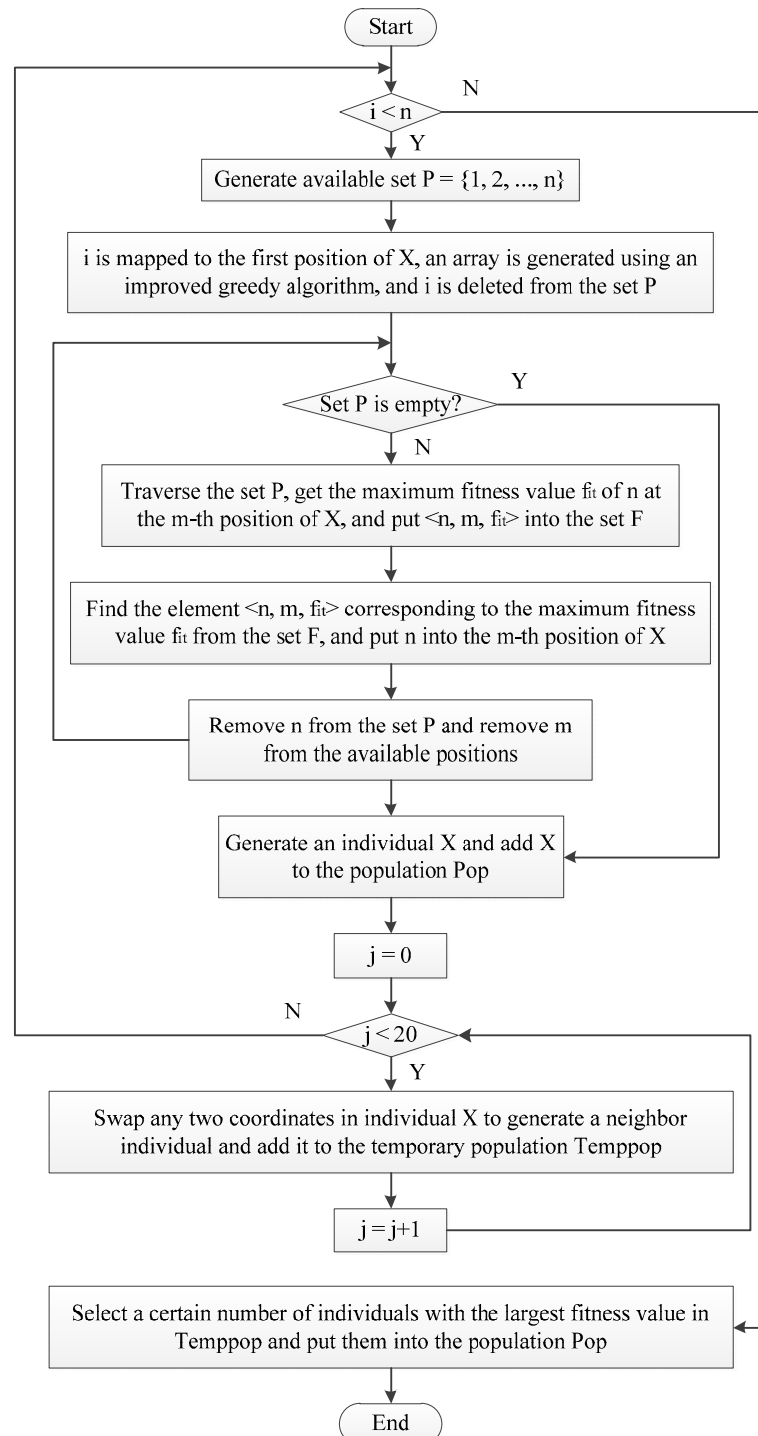 Start
i < n
N
Y
Generate available set P = {1, 2, ..., n}
i is mapped to the first position of X, an array is generated using an
improved greedy algorithm, and i is deleted from the set P
Set P is empty?
Y
N
Traverse the set P, get the maximum fitness value fit of n at
the m-th position of X, and put <n, m, fit> into the set F
Find the element <n, m, fit> corresponding to the maximum fitness
value fit from the set F, and put n into the m-th position of X
Remove n from the set P and remove m
from the available positions
Generate an individual X and add X
to the population Pop
j = 0
N
j < 20
Y
Swap any two coordinates in individual X to generate a neighbor
individual and add it to the temporary population Temppop
j = j+1
Select a certain number of individuals with the largest fitness value in
Temppop and put them into the population Pop
End